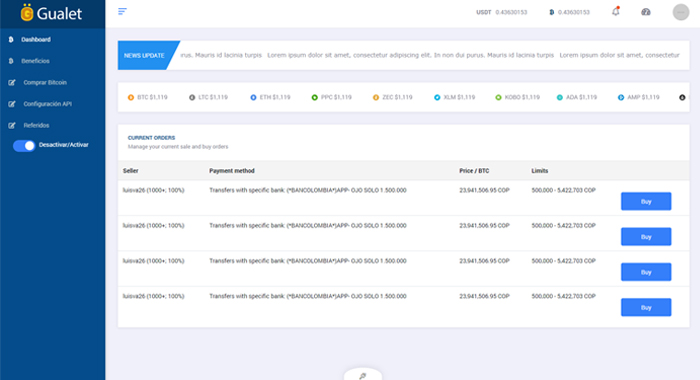 Gualet
USDT 0.43630153 0.43630153
Dashboard
Beneficios
Comprar Bitcoin
Configuración API
Referidos
Desactivar/Activar
NEWS UPDATE rus. Mauris id lacinia turpis Lorem ipsum dolor sit amet, consectetur adipiscing elit. In non dui purus. Mauris id lacinia turpis Lorem ipsum dolor sit amet, consectetur
BTC $1,119 LTC $1,119 ETH $1,119 PPC $1,119 ZEC $1,119 XLM $1,119 KOBO $1,119 ADA $1,119 AMP $1,119
CURRENT ORDERS
Manage your current sale and buy orders
Seller Payment method Price / BTC Limits
luisva26 (1000+; 100%) Transfers with specific bank: (*BANCOLOMBIA*)APP- OJO SOLO 1.500.000 23,941,506.95 COP 500,000 - 5,422,703 COP Buy
luisva26 (1000+; 100%) Transfers with specific bank: (*BANCOLOMBIA*)APP- OJO SOLO 1.500.000 23,941,506.95 COP 500,000 - 5,422,703 COP Buy
luisva26 (1000+; 100%) Transfers with specific bank: (*BANCOLOMBIA*)APP- OJO SOLO 1.500.000 23,941,506.95 COP 500,000 - 5,422,703 COP Buy
luisva26 (1000+; 100%) Transfers with specific bank: (*BANCOLOMBIA*)APP- OJO SOLO 1.500.000 23,941,506.95 COP 500,000 - 5,422,703 COP Buy